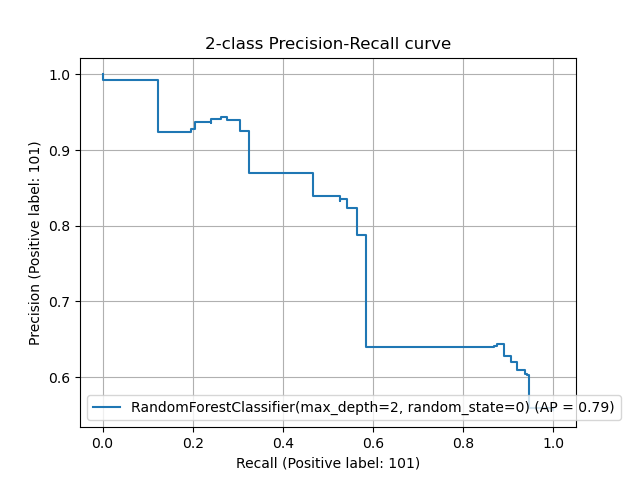 2-class Precision-Recall curve
Precision (Positive label: 101)
1.0
0.9
0.8
0.7
0.6
RandomForestClassifier(max_depth=2, random_state=0) (AP = 0.79)
0.0 0.2 0.4 0.6 0.8 1.0
Recall (Positive label: 101)